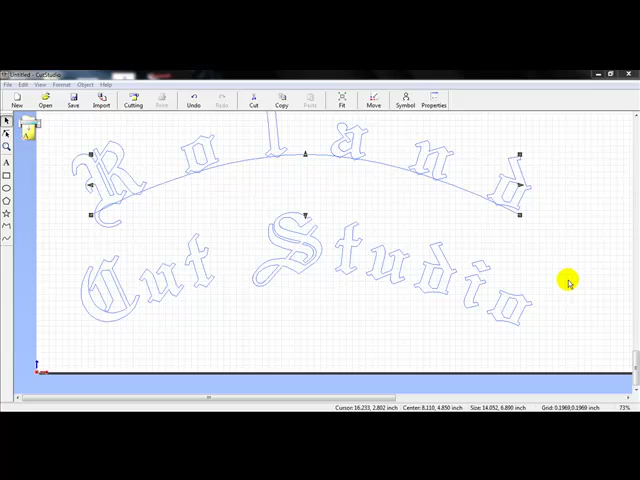 Untitled - CutStudio
File Edit View Format Object Help
New Open Save Import Cutting Print Undo Redo Cut Copy Paste Fit Move Symbol Properties
A
A
Roland
Cut Studio
Cursor: 16.233, 2.802 inch Center: 8.110, 4.850 inch Size: 14.052, 6.890 inch Grid: 0.1969,0.1969 inch 73%